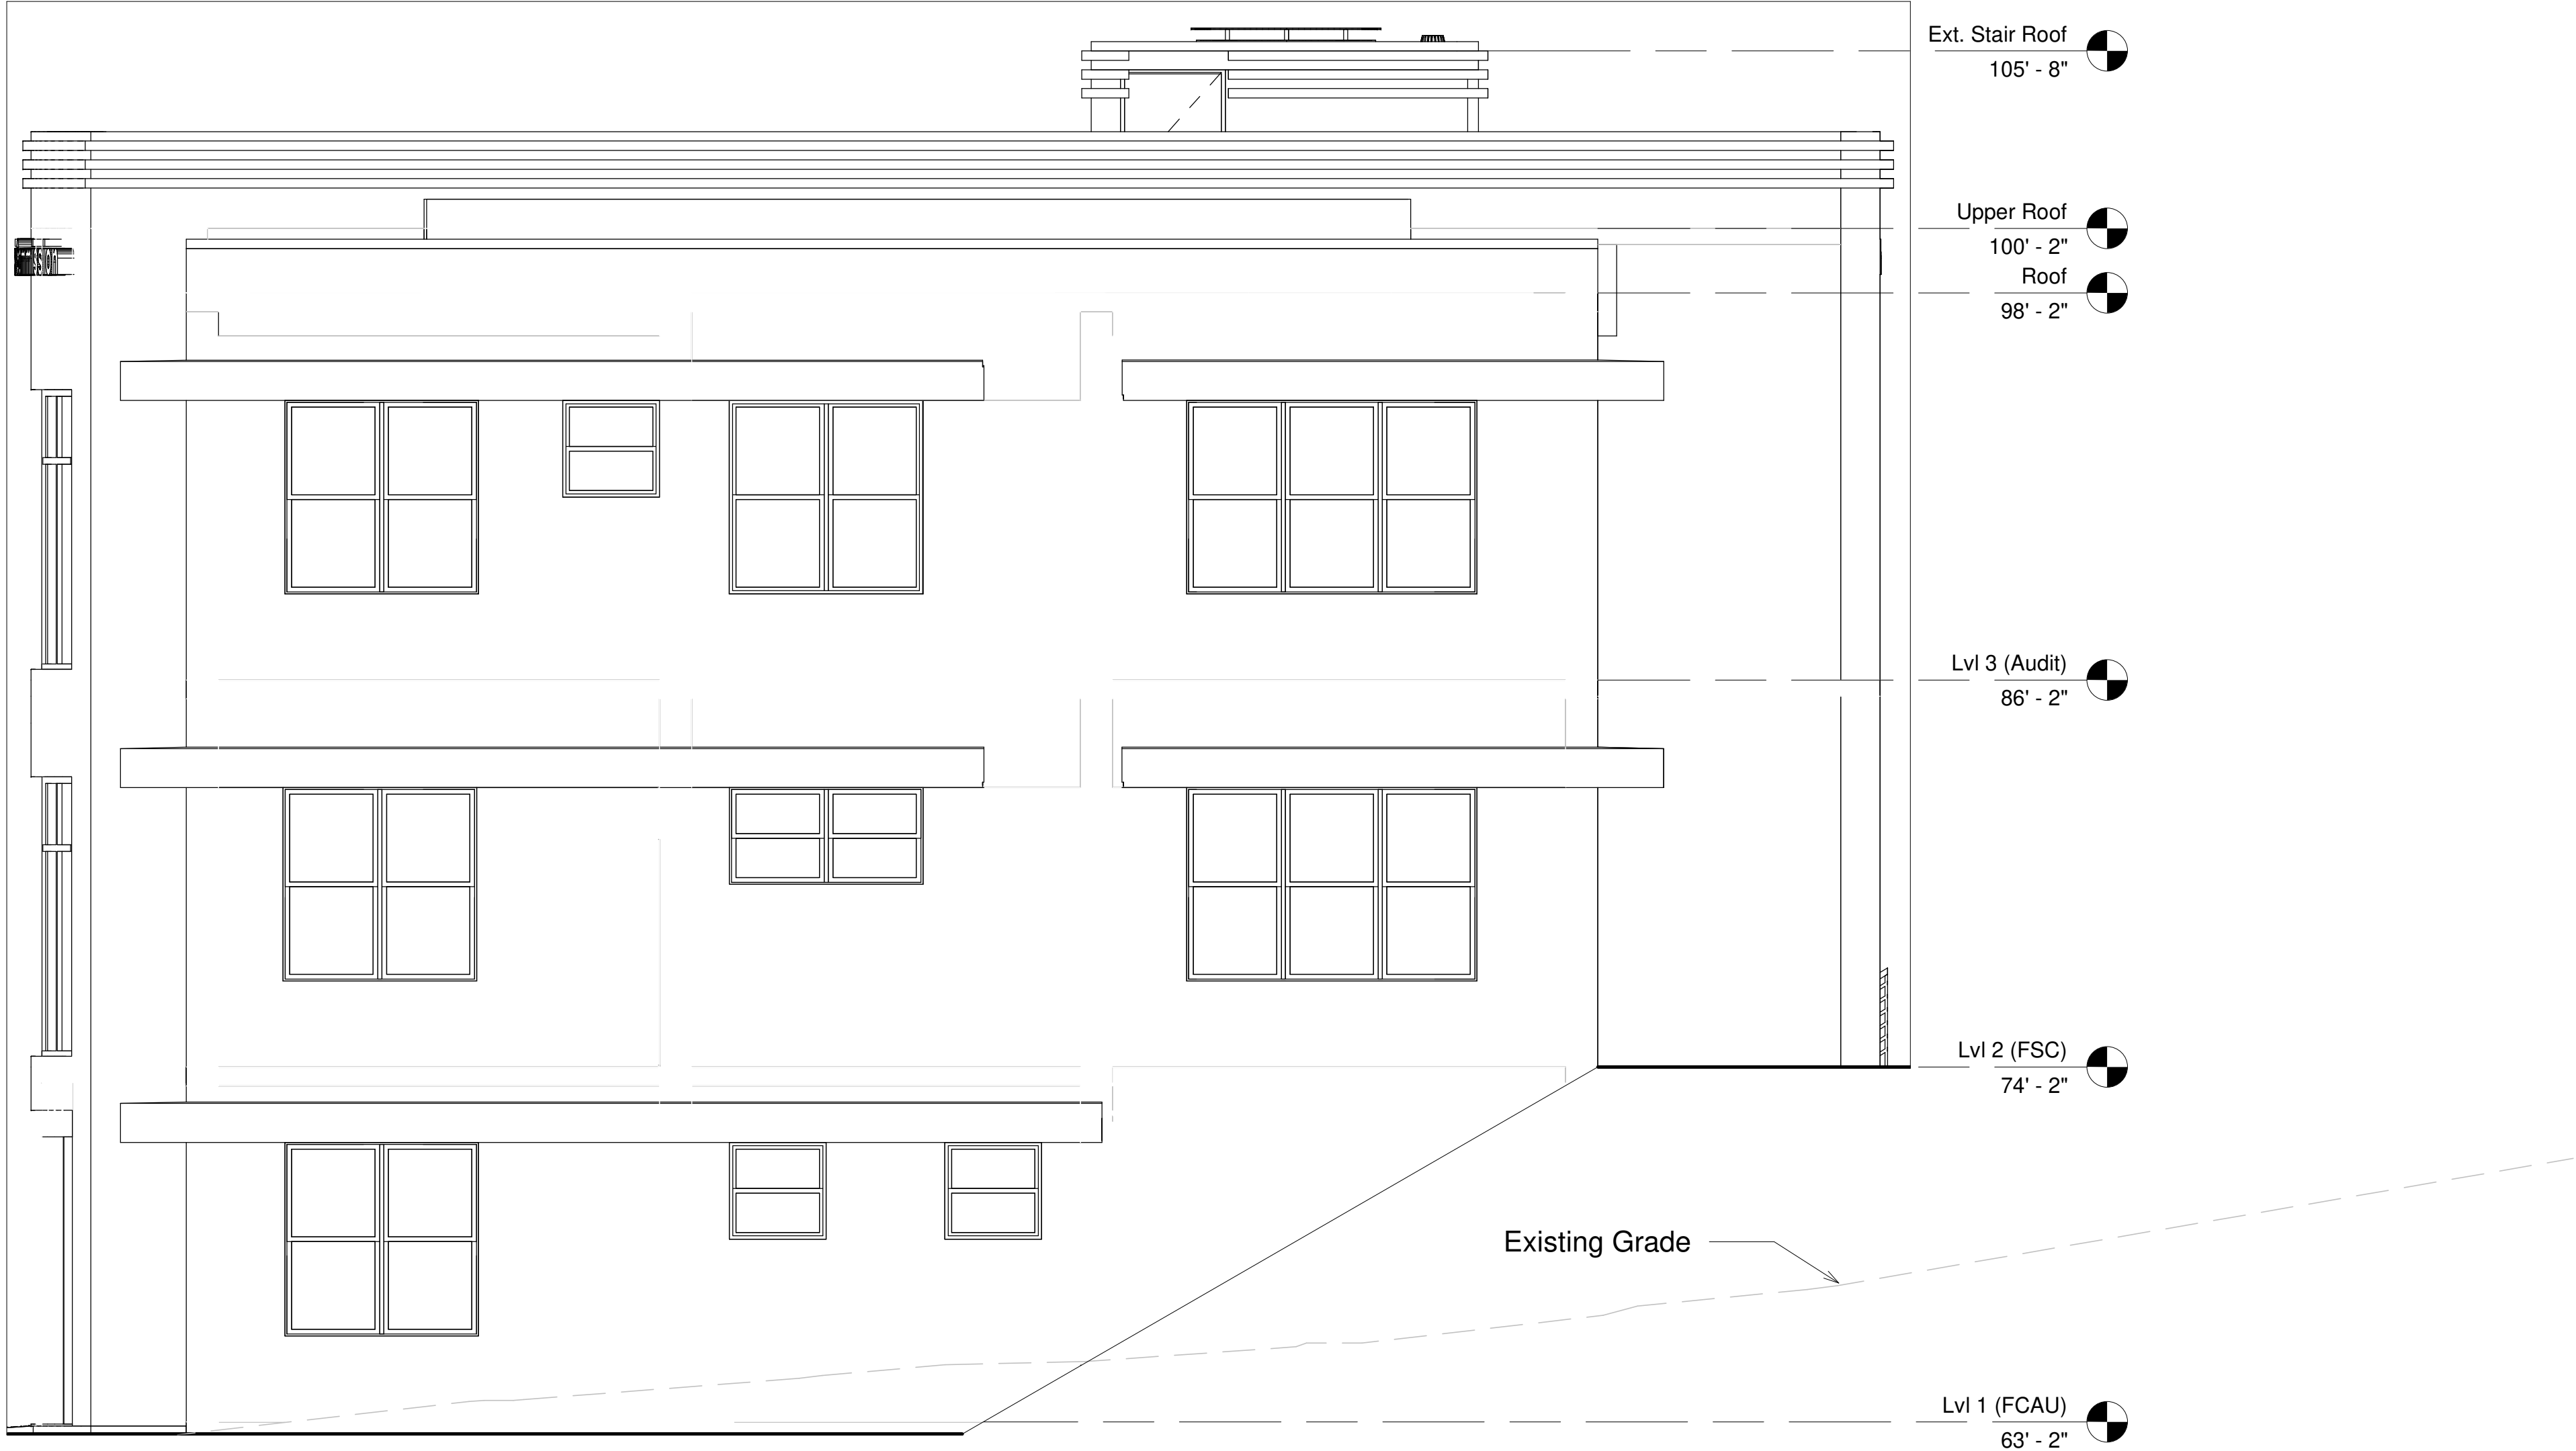 Ext. Stair Roof
105' - 8"
Upper Roof
100' - 2"
Roof
98' - 2"
Lvl 3 (Audit)
86' - 2"
Lvl 2 (FSC)
74' - 2"
Existing Grade
Lvl 1 (FCAU)
63' - 2"